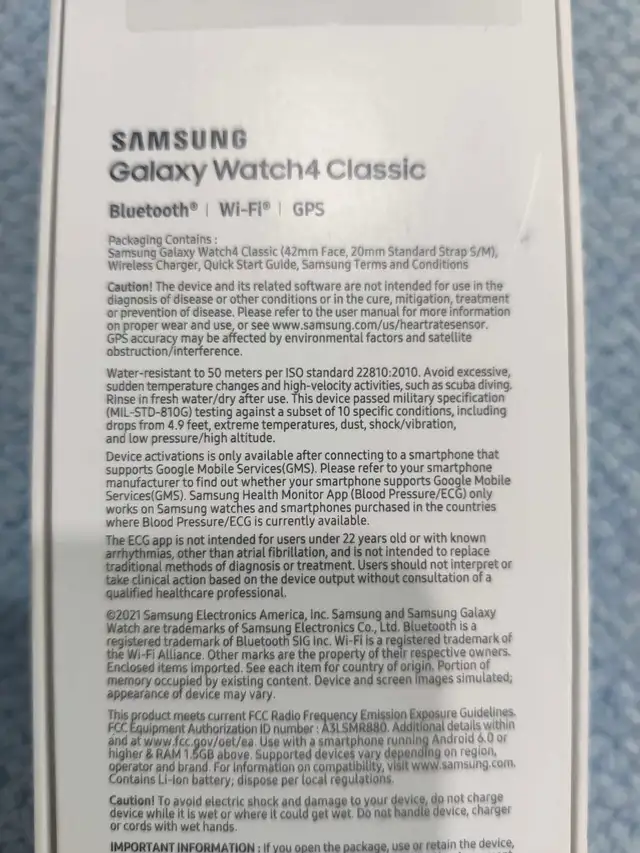 SAMSUNG
Galaxy Watch4 Classic
Bluetooth® | Wi-Fi® | GPS
Packaging Contains :
Samsung Galaxy Watch4 Classic (42mm Face, 20mm Standard Strap S/M),
Wireless Charger, Quick Start Guide, Samsung Terms and Conditions
Caution! The device and its related software are not intended for use in the
diagnosis of disease or other conditions or in the cure, mitigation, treatment
or prevention of disease. Please refer to the user manual for more information
on proper wear and use, or see www.samsung.com/us/heartratesensor.
GPS accuracy may be affected by environmental factors and satellite
obstruction/interference.
Water-resistant to 50 meters per ISO standard 22810:2010. Avoid excessive,
sudden temperature changes and high-velocity activities, such as scuba diving.
Rinse in fresh water/dry after use. This device passed military specification
(MIL-STD-810G) testing against a subset of 10 specific conditions, including
drops from 4.9 feet, extreme temperatures, dust, shock/vibration,
and low pressure/high altitude.
Device activations is only available after connecting to a smartphone that
supports Google Mobile Services(GMS). Please refer to your smartphone
manufacturer to find out whether your smartphone supports Google Mobile
Services(GMS). Samsung Health Monitor App (Blood Pressure/ECG) only
works on Samsung watches and smartphones purchased in the countries
where Blood Pressure/ECG is currently available.
The ECG app is not intended for users under 22 years old or with known
arrhythmias, other than atrial fibrillation, and is not intended to replace
traditional methods of diagnosis or treatment. Users should not interpret or
take clinical action based on the device output without consultation of a
qualified healthcare professional.
©2021 Samsung Electronics America, Inc. Samsung and Samsung Galaxy
Watch are trademarks of Samsung Electronics Co., Ltd. Bluetooth is a
registered trademark of Bluetooth SIG Inc. Wi-Fi is a registered trademark of
the Wi-Fi Alliance. Other marks are the property of their respective owners.
Enclosed items imported. See each item for country of origin. Portion of
memory occupied by existing content. Device and screen images simulated;
appearance of device may vary.
This product meets current FCC Radio Frequency Emission Exposure Guidelines.
FCC Equipment Authorization ID number : A3LSMR880. Additional details within
and at www.fcc.gov/oet/ea. Use with a smartphone running Android 6.0 or
higher & RAM 1.5GB above. Supported devices vary depending on region,
operator and brand. For information on compatibility, visit www.samsung.com.
Contains Li-Ion battery; dispose per local regulations.
Caution! To avoid electric shock and damage to your device, do not charge
device while it is wet or where it could get wet. Do not handle device, charger
or cords with wet hands.
IMPORTANT INFORMATION : If you open the package, use or retain the device,